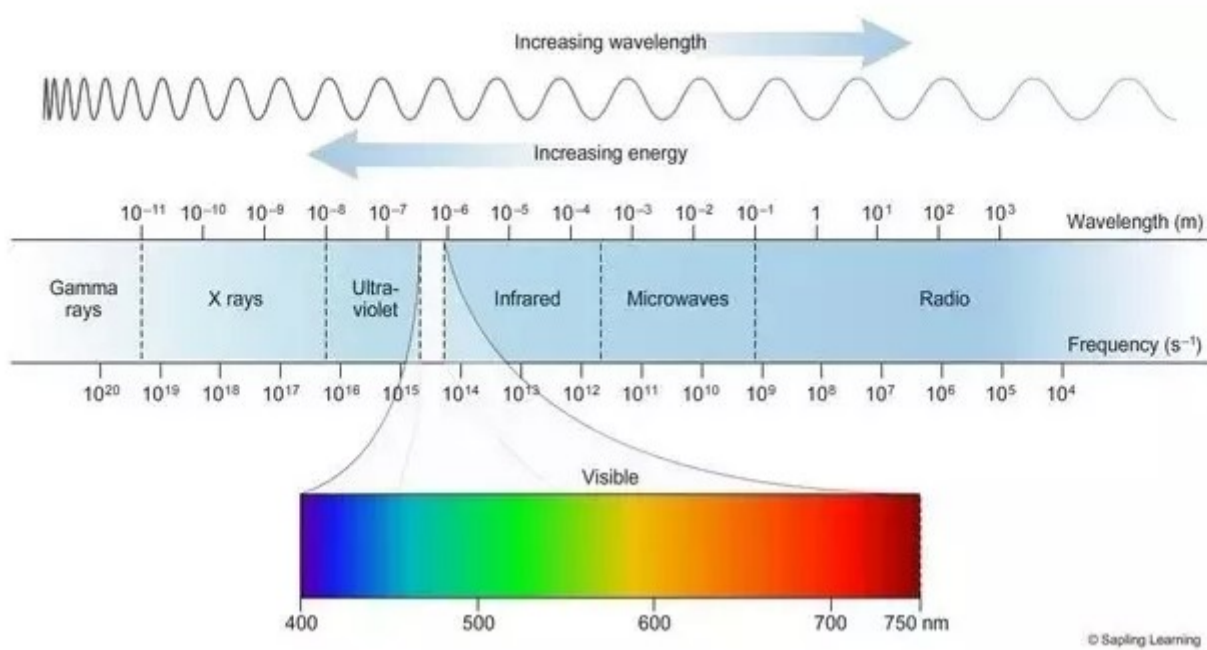 Increasing wavelength
Increasing energy
10⁻¹¹ 10⁻¹⁰ 10⁻⁹ 10⁻⁸ 10⁻⁷ 10⁻⁶ 10⁻⁵ 10⁻⁴ 10⁻³ 10⁻² 10⁻¹ 1 10¹ 10² 10³ Wavelength (m)
Gamma rays
X rays
Ultra-
violet
Infrared
Microwaves
Radio
Frequency (s⁻¹)
10²⁰ 10¹⁹ 10¹⁸ 10¹⁷ 10¹⁶ 10¹⁵ 10¹⁴ 10¹³ 10¹² 10¹¹ 10¹⁰ 10⁹ 10⁸ 10⁷ 10⁶ 10⁵ 10⁴
Visible
400 500 600 700 750 nm
© Sapling Learning